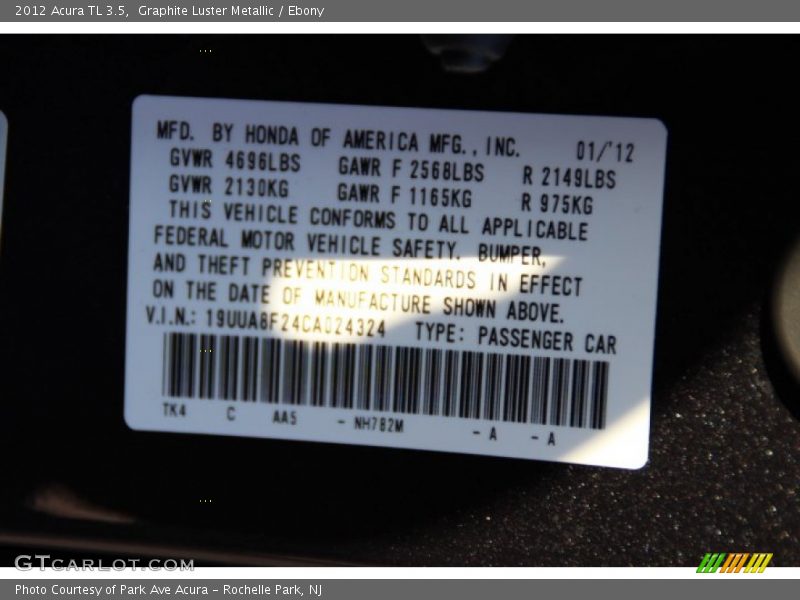 2012 Acura TL 3.5,  Graphite Luster Metallic / Ebony
MFD. BY HONDA OF AMERICA MFG., INC. 01/'12
GVWR 4696LBS GAWR F 2568LBS R 2149LBS
GVWR 2130KG GAWR F 1165KG R 975KG
THIS VEHICLE CONFORMS TO ALL APPLICABLE
FEDERAL MOTOR VEHICLE SAFETY, BUMPER,
AND THEFT PREVENTION STANDARDS IN EFFECT
ON THE DATE OF MANUFACTURE SHOWN ABOVE.
V.I.N.: 19UUA8F24CA024324 TYPE: PASSENGER CAR
TK4 C AA5 - NH782M - A - A
GTCARLOT.COM
Photo Courtesy of Park Ave Acura - Rochelle Park, NJ